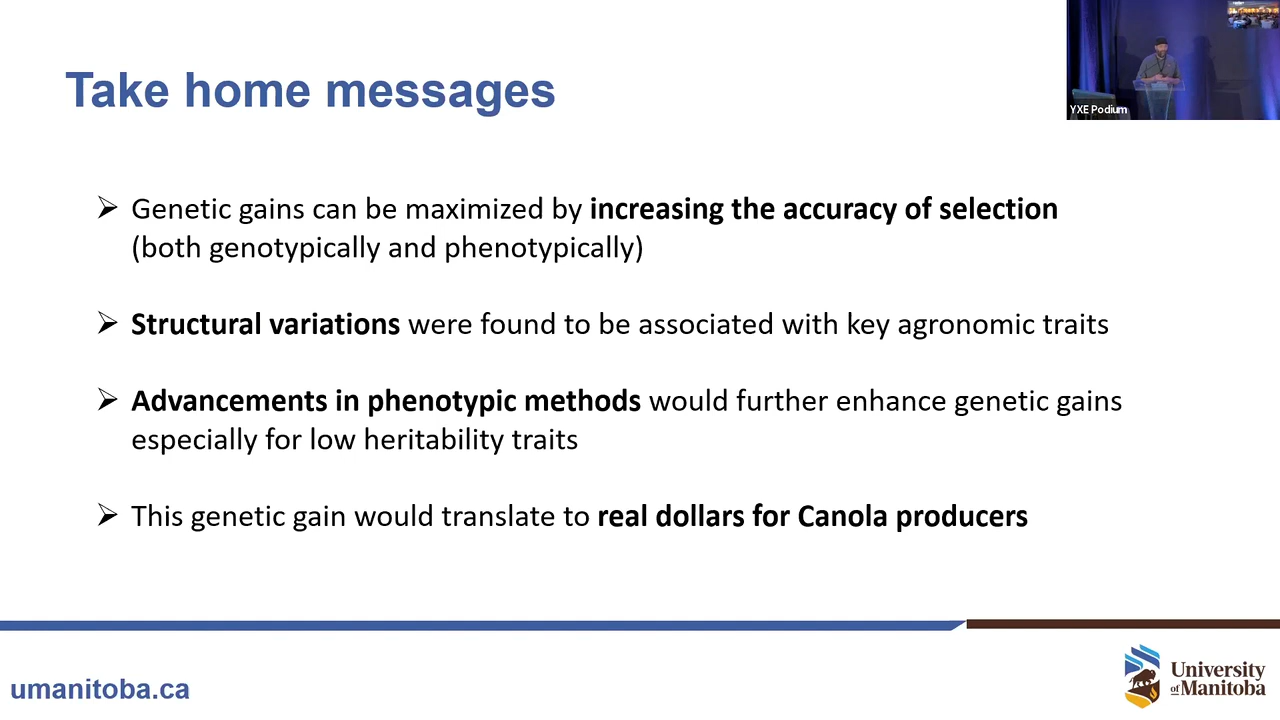 Take home messages
YXE Podium
➢ Genetic gains can be maximized by increasing the accuracy of selection
(both genotypically and phenotypically)
➢ Structural variations were found to be associated with key agronomic traits
➢ Advancements in phenotypic methods would further enhance genetic gains
especially for low heritability traits
➢ This genetic gain would translate to real dollars for Canola producers
umanitoba.ca
University
of Manitoba